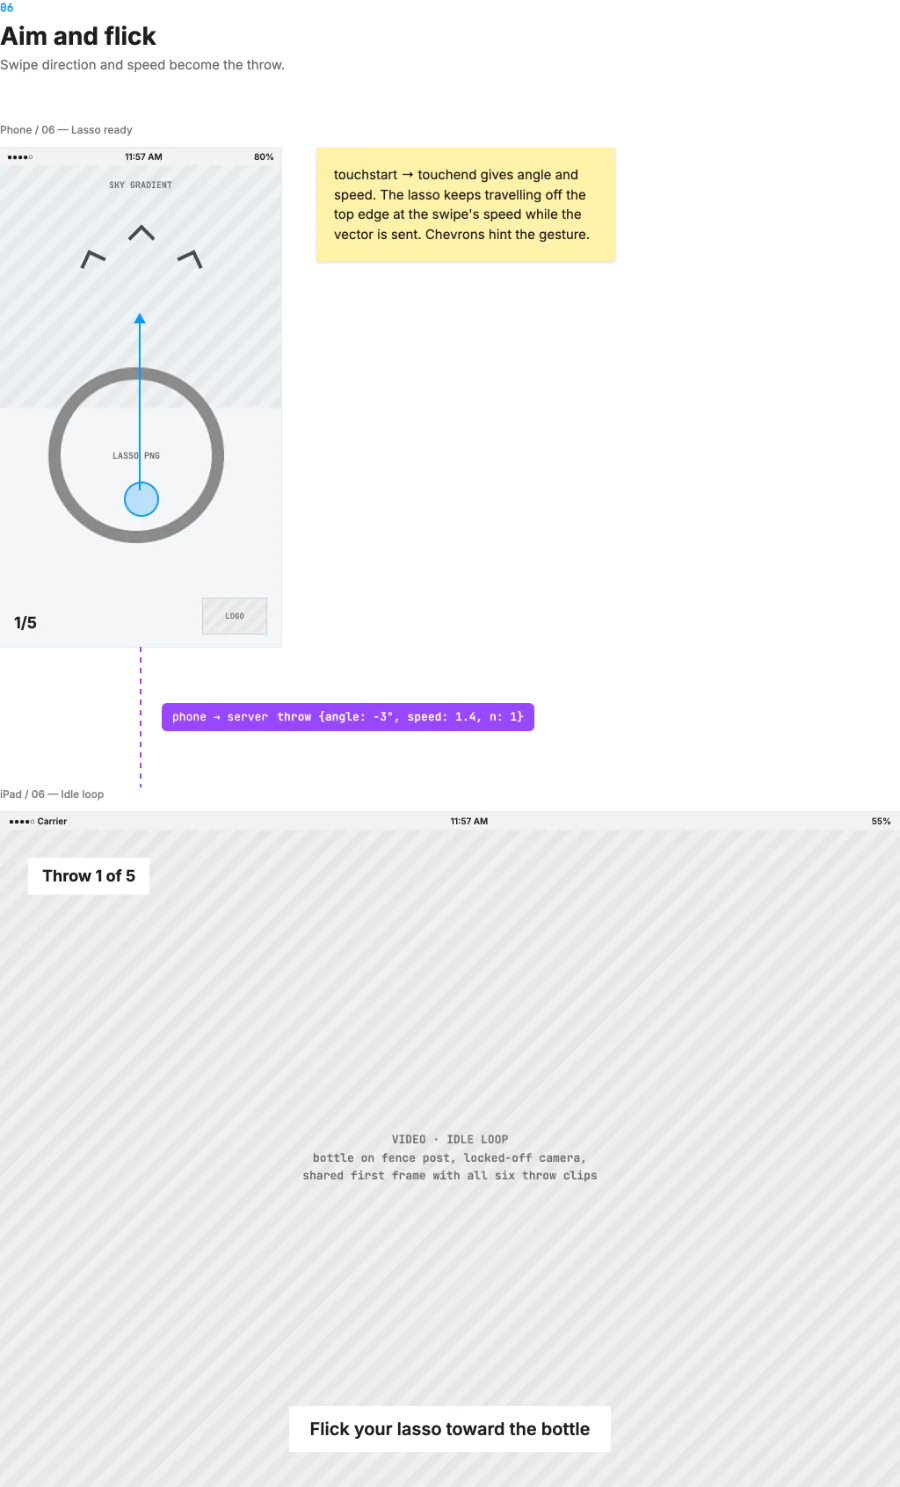 06
Aim and flick
Swipe direction and speed become the throw.
Phone / 06 — Lasso ready
11:57 AM
80%
SKY GRADIENT
touchstart → touchend gives angle and
speed. The lasso keeps travelling off the
top edge at the swipe's speed while the
vector is sent. Chevrons hint the gesture.
LASSO PNG
1/5
LOGO
phone → server throw {angle: -3°, speed: 1.4, n: 1}
iPad / 06 — Idle loop
Carrier
11:57 AM
55%
Throw 1 of 5
VIDEO · IDLE LOOP
bottle on fence post, locked-off camera,
shared first frame with all six throw clips
Flick your lasso toward the bottle